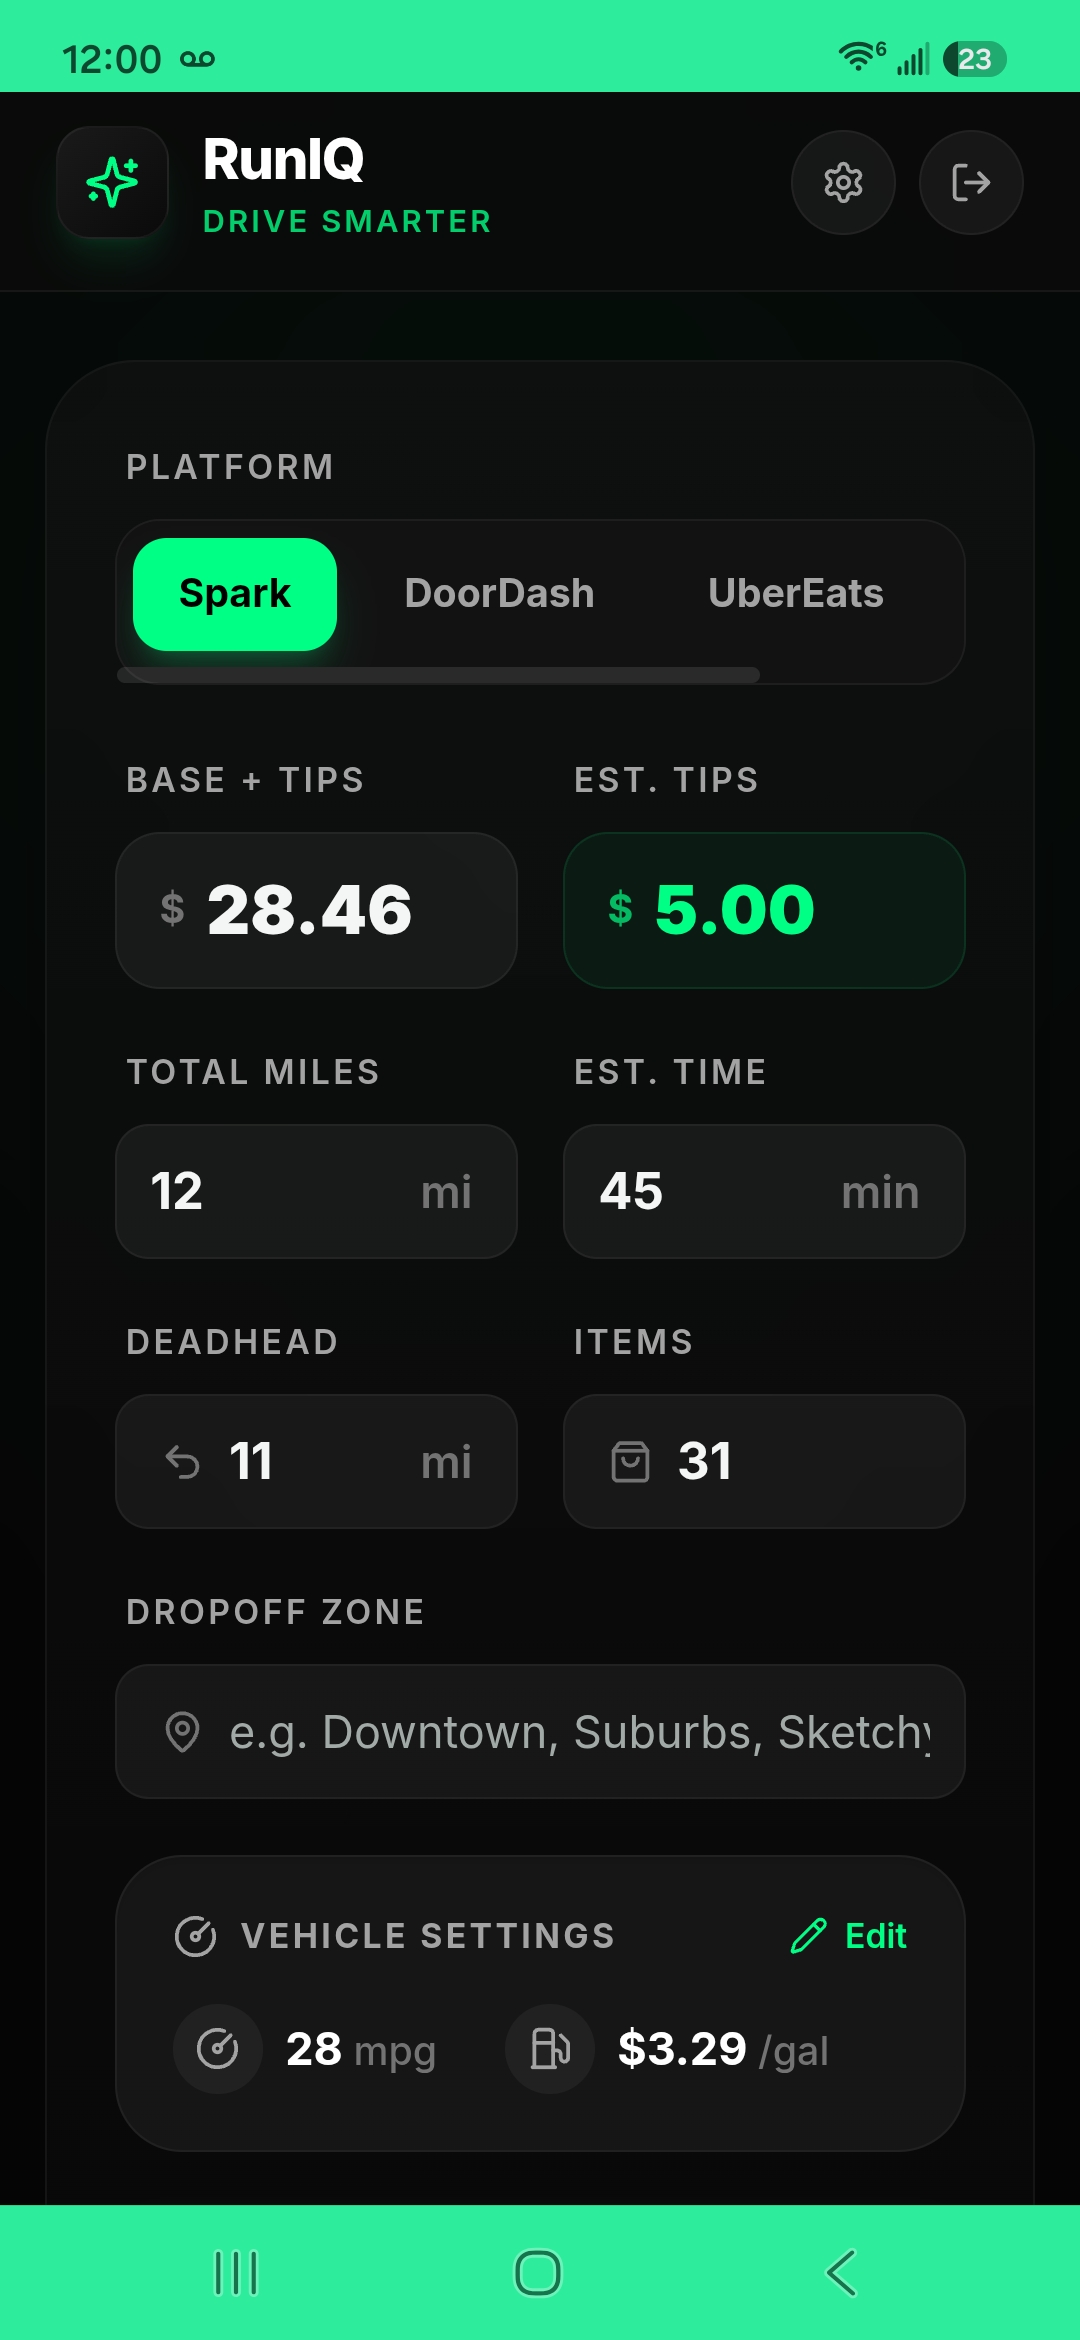 12:00
6
23
RunIQ
DRIVE SMARTER
PLATFORM
Spark DoorDash UberEats
BASE + TIPS EST. TIPS
$ 28.46 $ 5.00
TOTAL MILES EST. TIME
12 mi 45 min
DEADHEAD ITEMS
11 mi 31
DROPOFF ZONE
e.g. Downtown, Suburbs, Sketchy
VEHICLE SETTINGS Edit
28 mpg $3.29 /gal